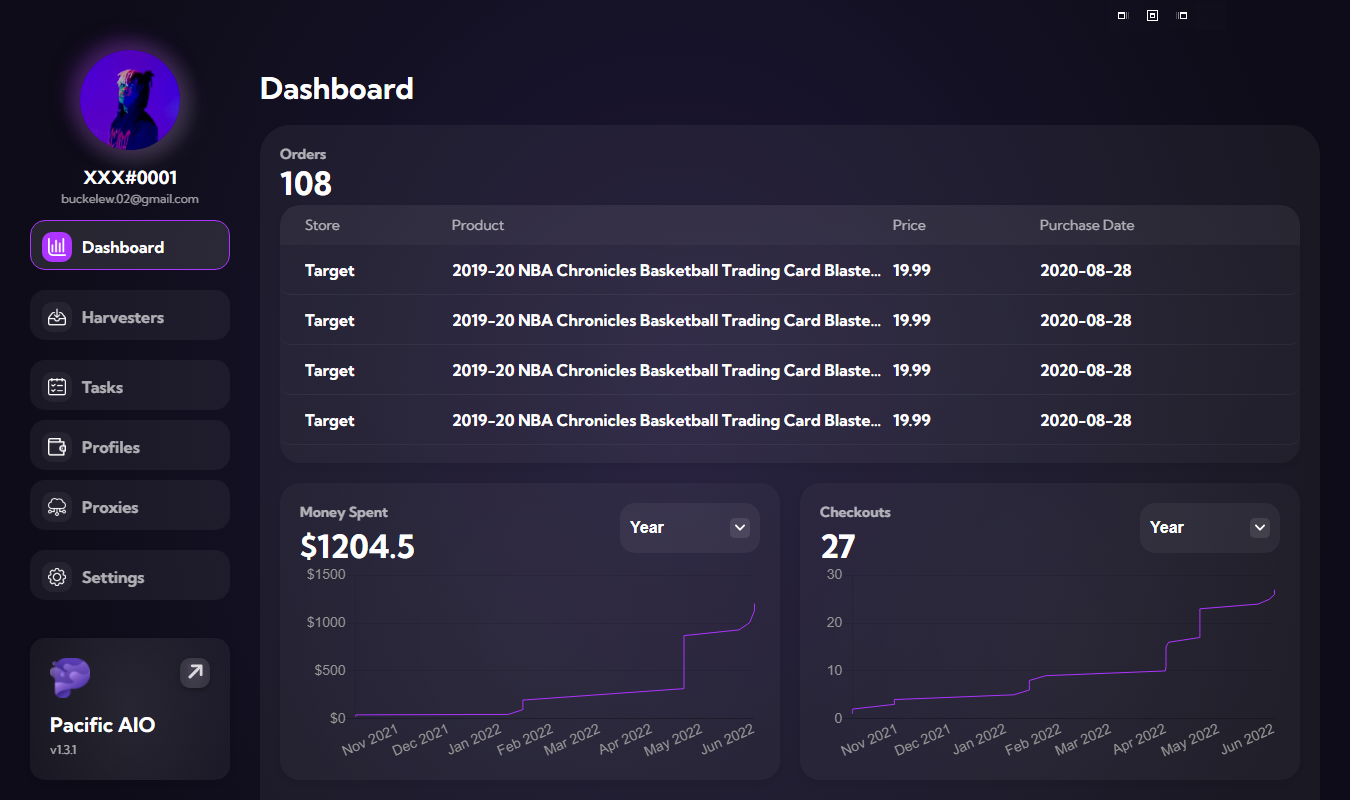 XXX#0001
buckelew.02@gmail.com
Dashboard
Harvesters
Tasks
Profiles
Proxies
Settings
Pacific AIO
v1.3.1
Dashboard
Orders
108
Store Product Price Purchase Date
Target 2019-20 NBA Chronicles Basketball Trading Card Blaste... 19.99 2020-08-28
Target 2019-20 NBA Chronicles Basketball Trading Card Blaste... 19.99 2020-08-28
Target 2019-20 NBA Chronicles Basketball Trading Card Blaste... 19.99 2020-08-28
Target 2019-20 NBA Chronicles Basketball Trading Card Blaste... 19.99 2020-08-28
Money Spent
$1204.5
Year
$1500
$1000
$500
$0
Nov 2021 Dec 2021 Jan 2022 Feb 2022 Mar 2022 Apr 2022 May 2022 Jun 2022
Checkouts
27
Year
30
20
10
0
Nov 2021 Dec 2021 Jan 2022 Feb 2022 Mar 2022 Apr 2022 May 2022 Jun 2022